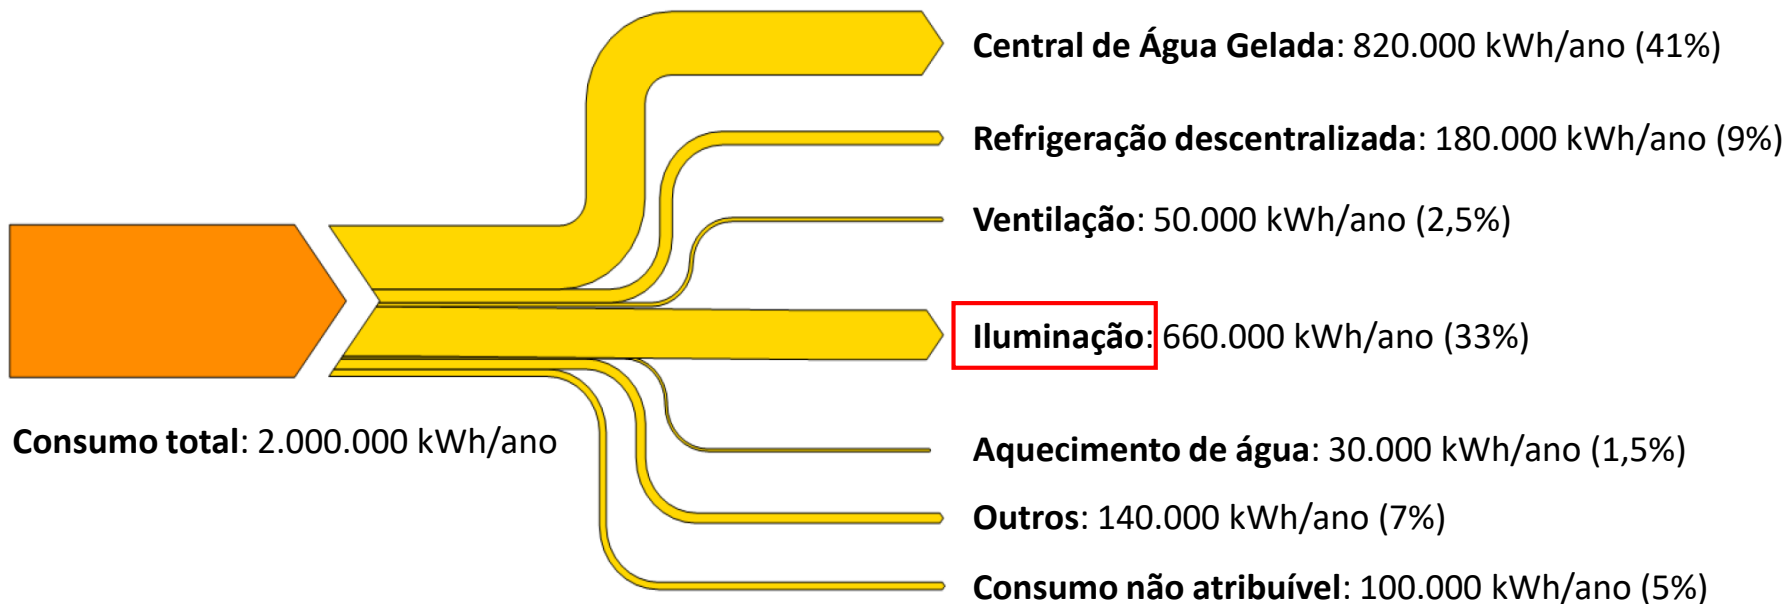 Central de Água Gelada: 820.000 kWh/ano (41%)
Refrigeração descentralizada: 180.000 kWh/ano (9%)
Ventilação: 50.000 kWh/ano (2,5%)
Iluminação: 660.000 kWh/ano (33%)
Consumo total: 2.000.000 kWh/ano
Aquecimento de água: 30.000 kWh/ano (1,5%)
Outros: 140.000 kWh/ano (7%)
Consumo não atribuível: 100.000 kWh/ano (5%)